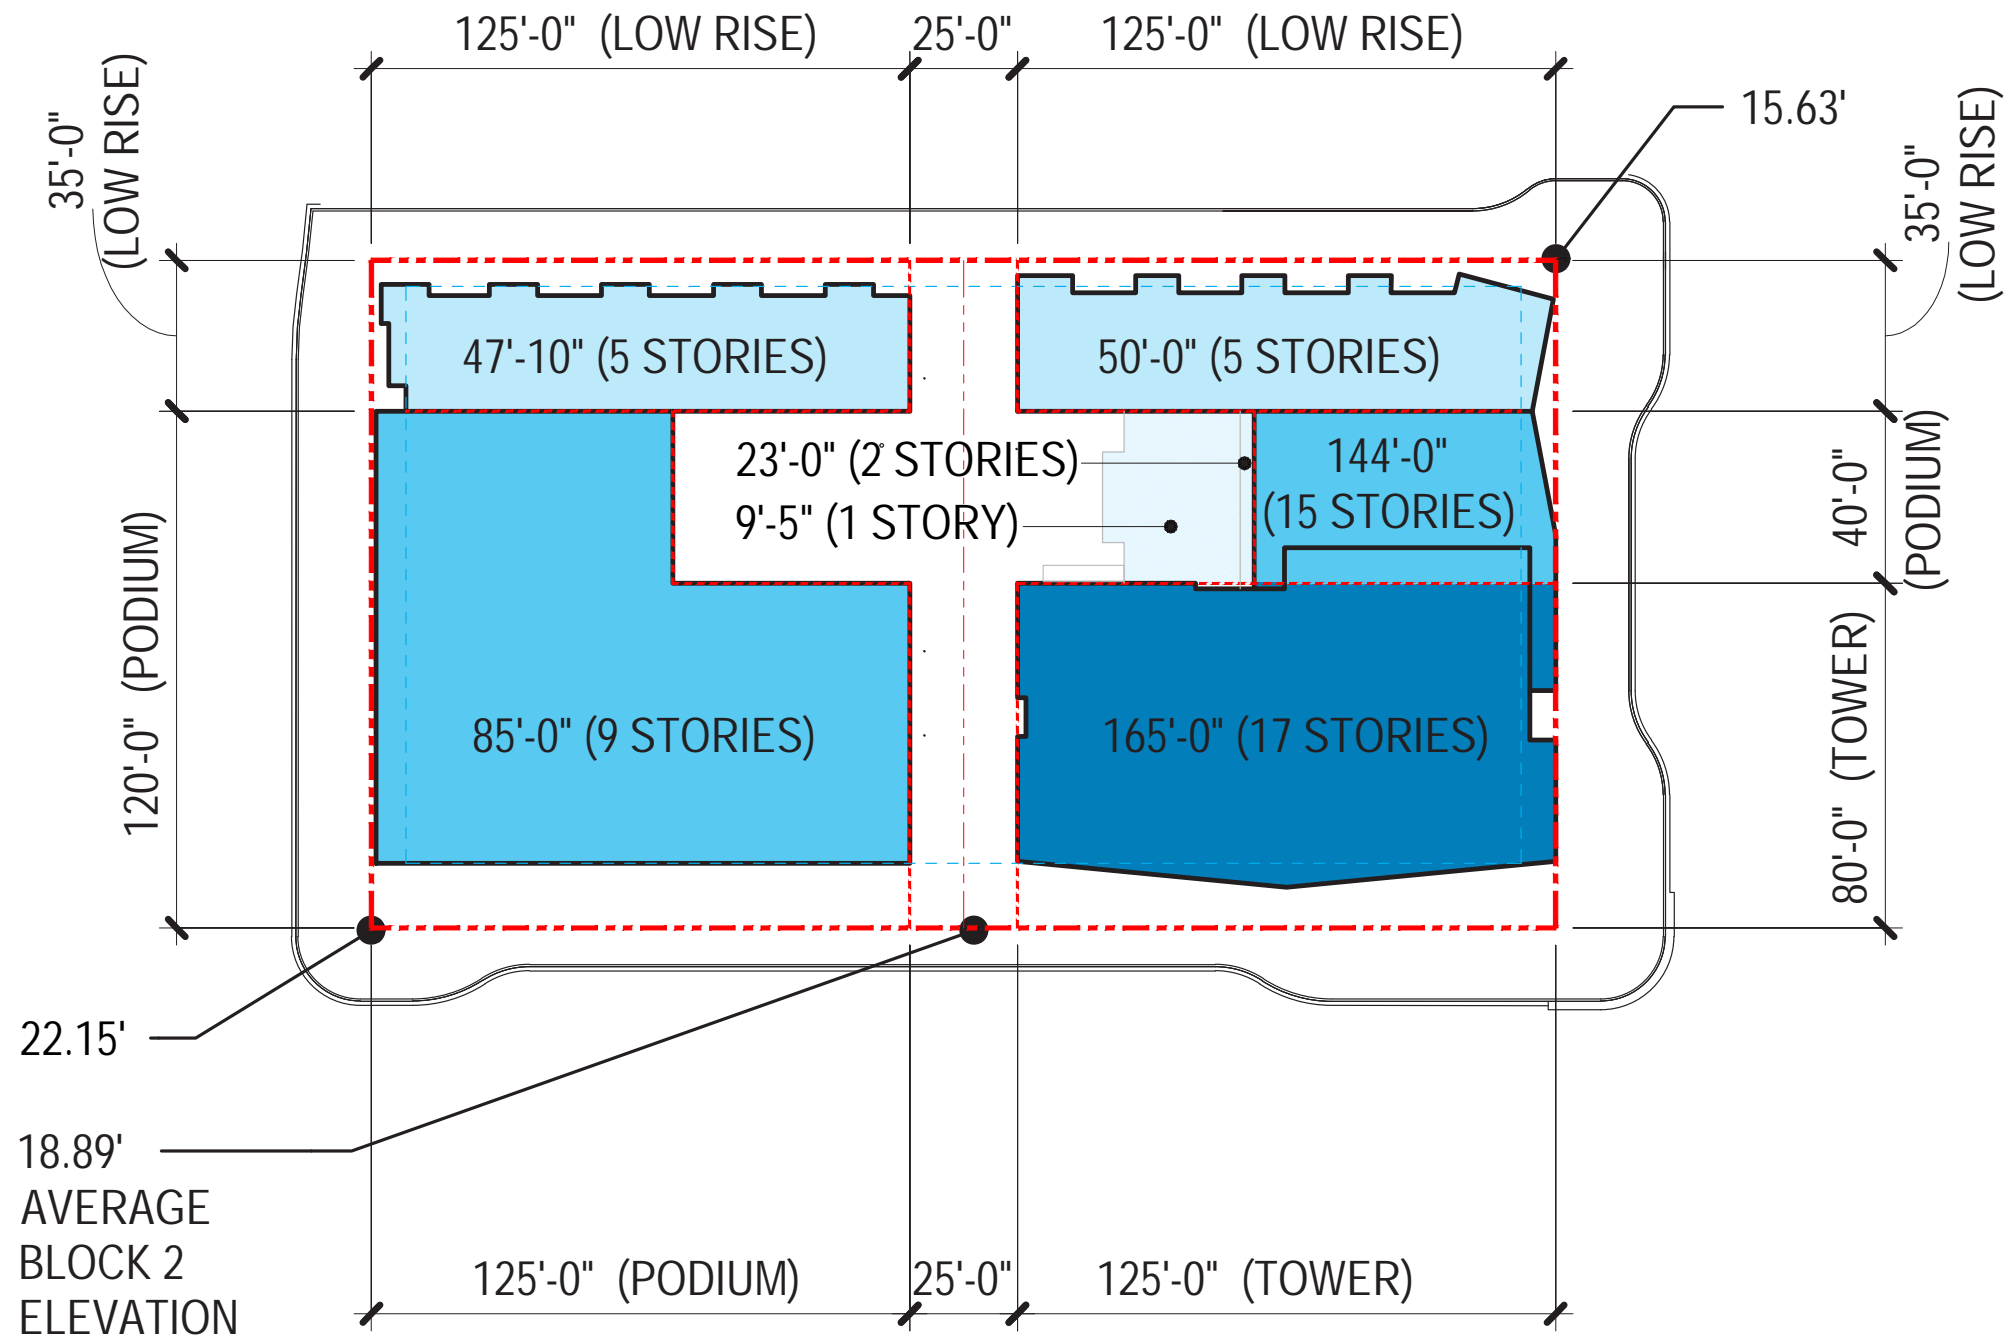 125'-0" (LOW RISE)
25'-0"
125'-0" (LOW RISE)
35'-0"
(LOW RISE)
15.63'
35'-0"
(LOW RISE)
47'-10" (5 STORIES)
50'-0" (5 STORIES)
23'-0" (2 STORIES)
9'-5" (1 STORY)
144'-0"
(15 STORIES)
40'-0"
(PODIUM)
120'-0" (PODIUM)
85'-0" (9 STORIES)
165'-0" (17 STORIES)
80'-0" (TOWER)
22.15'
18.89'
AVERAGE
BLOCK 2
ELEVATION
125'-0" (PODIUM)
25'-0"
125'-0" (TOWER)